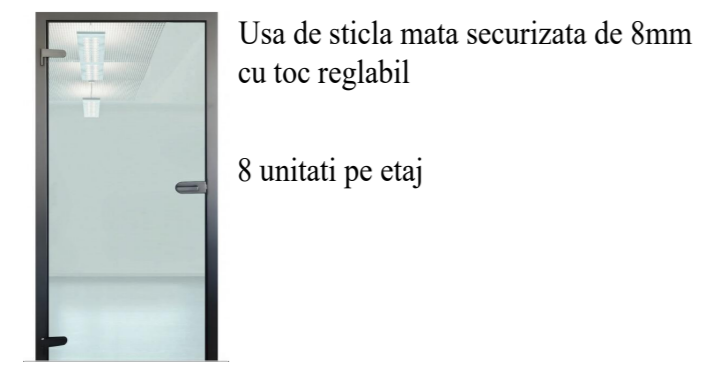 Usa de sticla mata securizata de 8mm
cu toc reglabil
8 unitati pe etaj